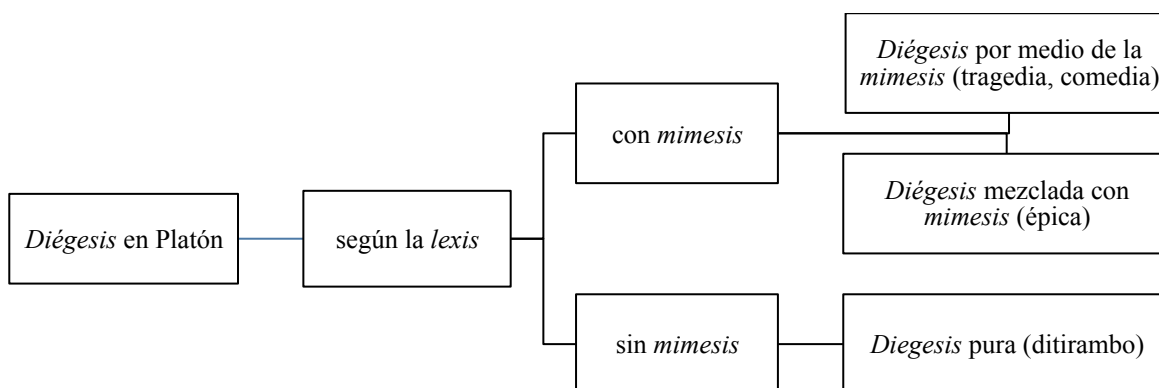 Diégesis por medio de la
mimesis (tragedia, comedia)
con mimesis
Diégesis mezclada con
mimesis (épica)
Diégesis en Platón
según la lexis
sin mimesis
Diegesis pura (ditirambo)